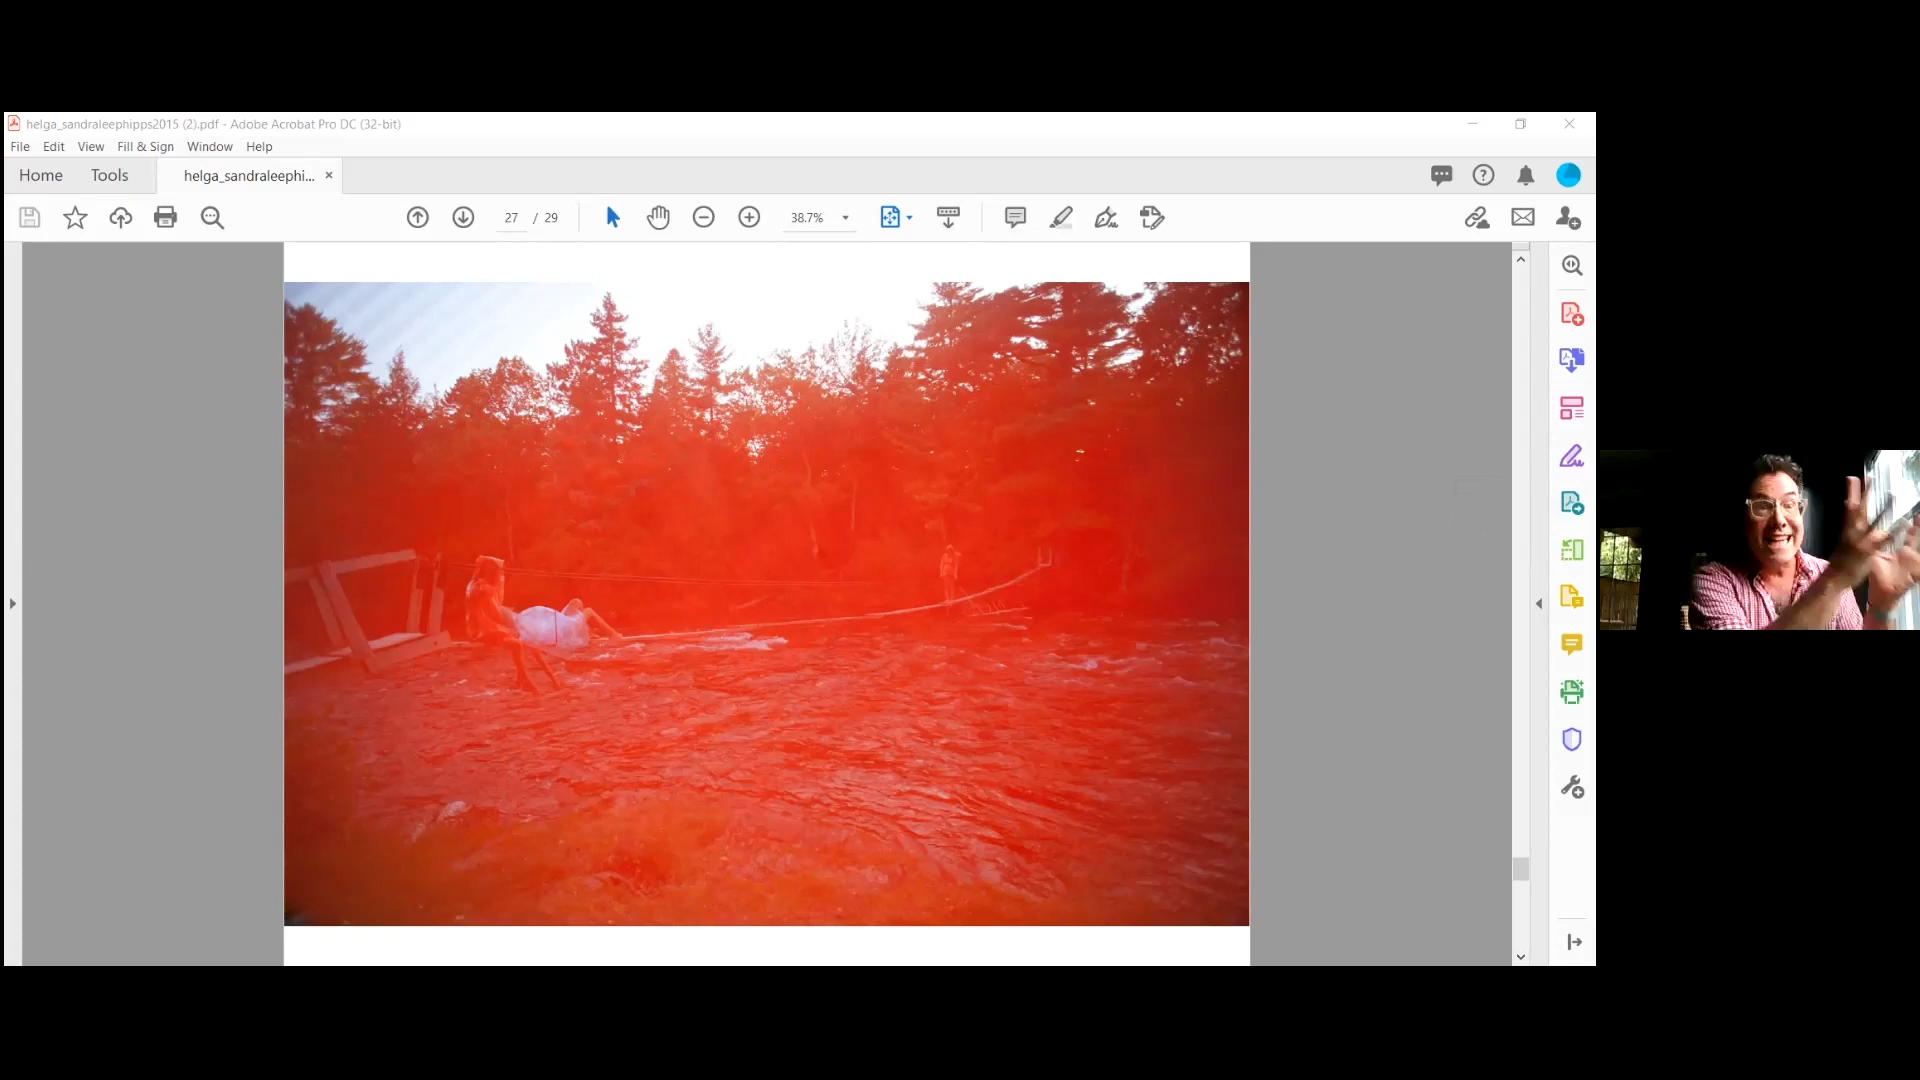 helga_sandraleephipps2015 (2).pdf - Adobe Acrobat Pro DC (32-bit)
File Edit View Fill & Sign Window Help
Home Tools helga_sandraleephi... ×
27 / 29 38.7%